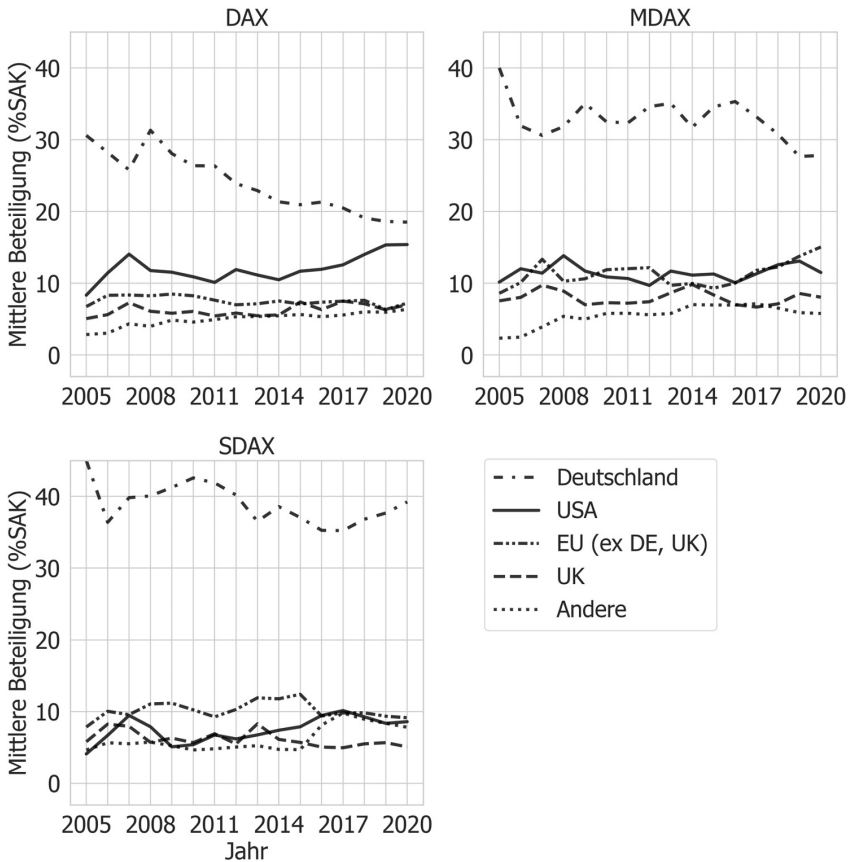 DAX
Mittlere Beteiligung (%SAK)
40
30
20
10
0
2005 2008 2011 2014 2017 2020
MDAX
40
30
20
10
0
2005 2008 2011 2014 2017 2020
SDAX
Mittlere Beteiligung (%SAK)
40
30
20
10
0
2005 2008 2011 2014 2017 2020
Jahr
Deutschland
USA
EU (ex DE, UK)
UK
Andere